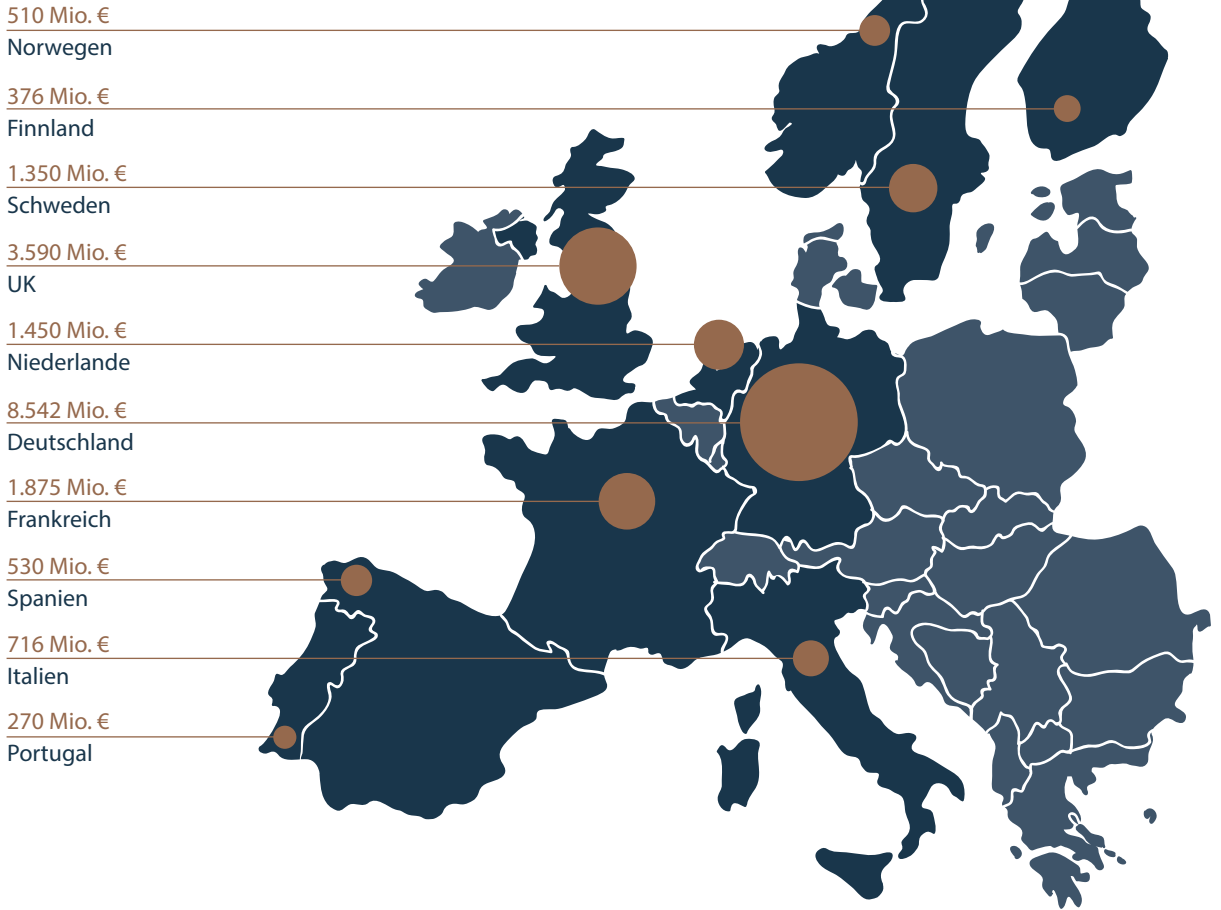 510 Mio. €
Norwegen
376 Mio. €
Finnland
1.350 Mio. €
Schweden
3.590 Mio. €
UK
1.450 Mio. €
Niederlande
8.542 Mio. €
Deutschland
1.875 Mio. €
Frankreich
530 Mio. €
Spanien
716 Mio. €
Italien
270 Mio. €
Portugal